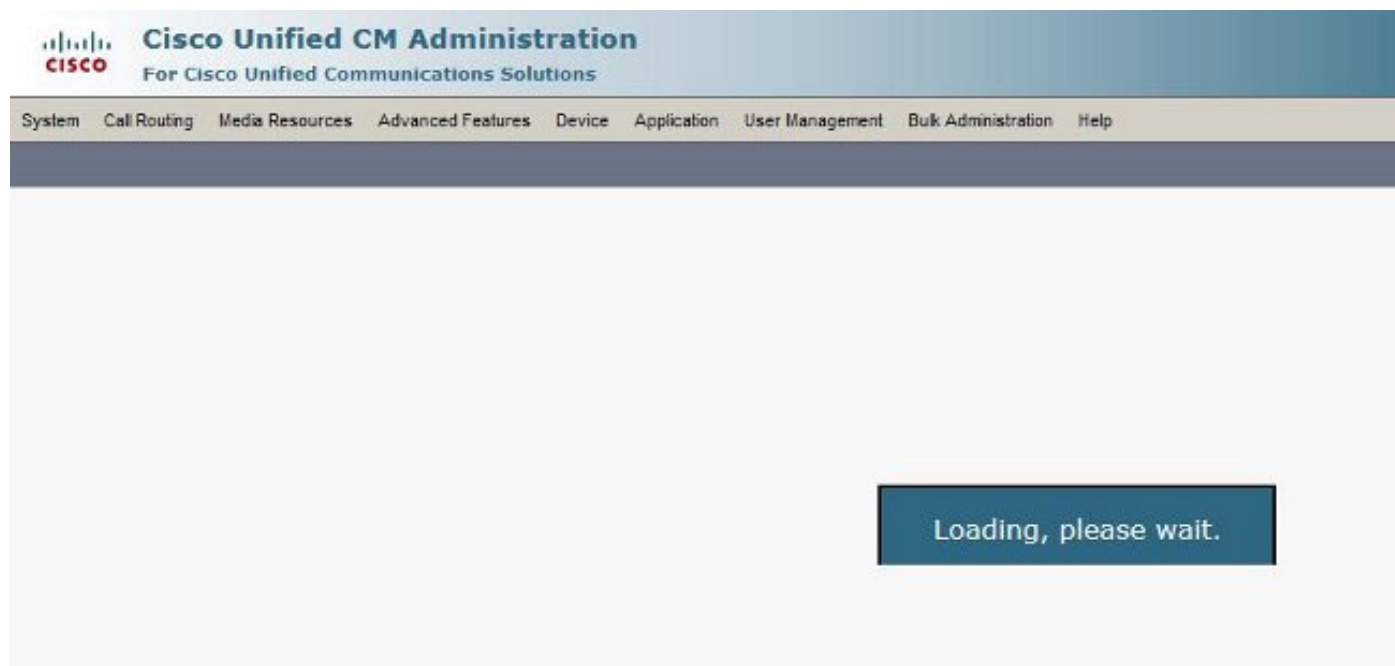 Cisco Unified CM Administration
CISCO
For Cisco Unified Communications Solutions
System Call Routing Media Resources Advanced Features Device Application User Management Bulk Administration Help
Loading, please wait.